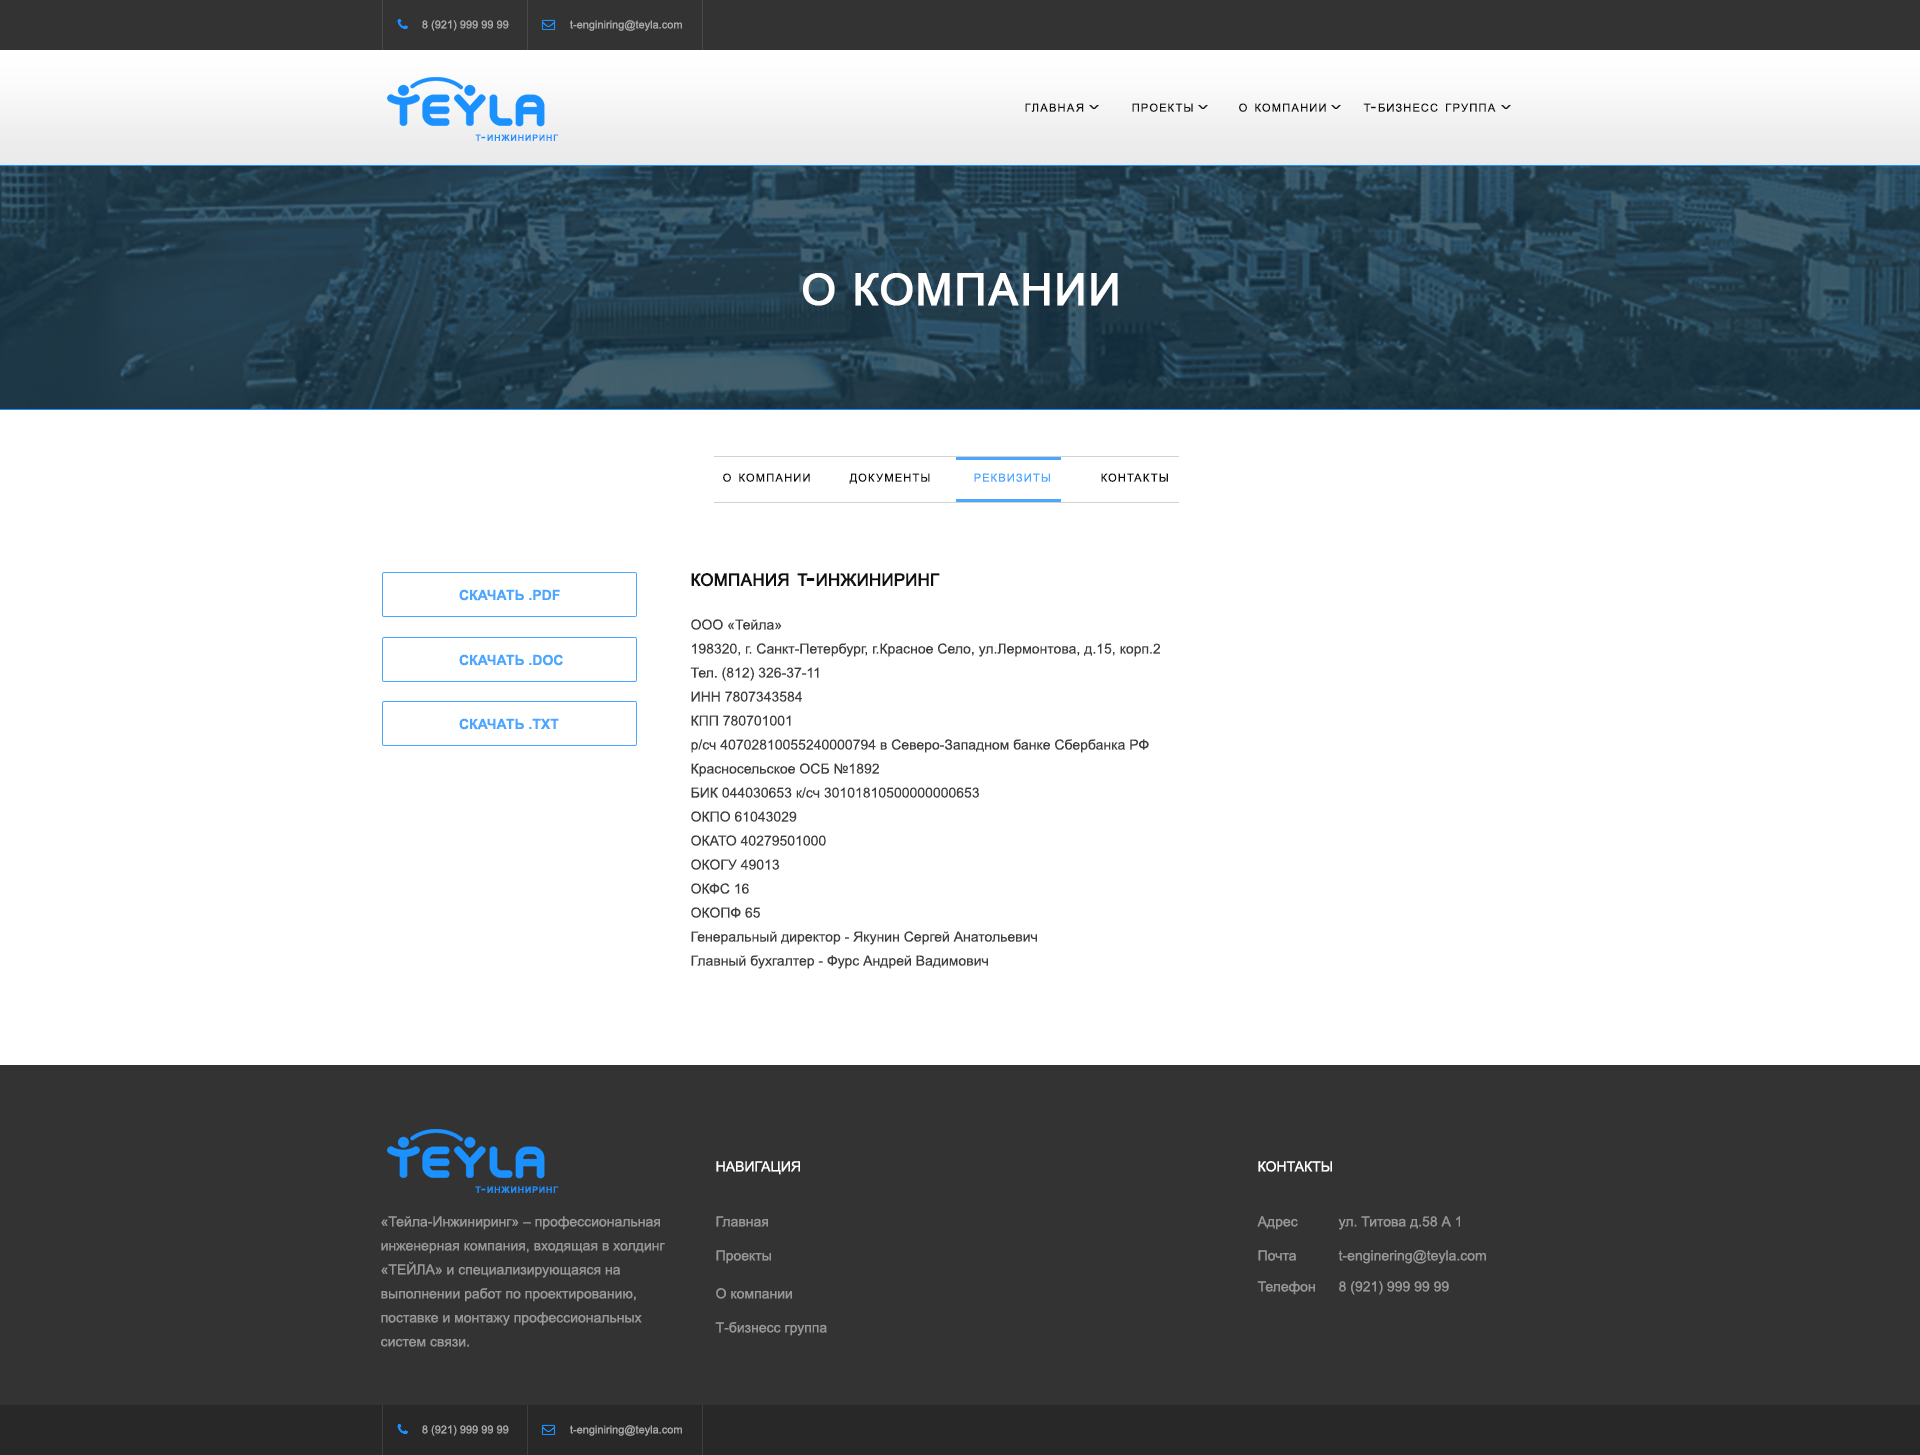 8 (921) 999 99 99
t-enginiring@teyla.com
TEYLA
Т-ИНЖИНИРИНГ
ГЛАВНАЯ
ПРОЕКТЫ
О КОМПАНИИ
Т-БИЗНЕСС ГРУППА
О КОМПАНИИ
О КОМПАНИИ
ДОКУМЕНТЫ
РЕКВИЗИТЫ
КОНТАКТЫ
СКАЧАТЬ .PDF
СКАЧАТЬ .DOC
СКАЧАТЬ .TXT
КОМПАНИЯ Т-ИНЖИНИРИНГ
ООО «Тейла»
198320, г. Санкт-Петербург, г.Красное Село, ул.Лермонтова, д.15, корп.2
Тел. (812) 326-37-11
ИНН 7807343584
КПП 780701001
р/сч 40702810055240000794 в Северо-Западном банке Сбербанка РФ
Красносельское ОСБ №1892
БИК 044030653 к/сч 30101810500000000653
ОКПО 61043029
ОКАТО 40279501000
ОКОГУ 49013
ОКФС 16
ОКОПФ 65
Генеральный директор - Якунин Сергей Анатольевич
Главный бухгалтер - Фурс Андрей Вадимович
TEYLA
Т-ИНЖИНИРИНГ
«Тейла-Инжиниринг» – профессиональная
инженерная компания, входящая в холдинг
«ТЕЙЛА» и специализирующаяся на
выполнении работ по проектированию,
поставке и монтажу профессиональных
систем связи.
НАВИГАЦИЯ
Главная
Проекты
О компании
Т-бизнесс группа
КОНТАКТЫ
Адрес ул. Титова д.58 А 1
Почта t-enginering@teyla.com
Телефон 8 (921) 999 99 99
8 (921) 999 99 99
t-enginiring@teyla.com